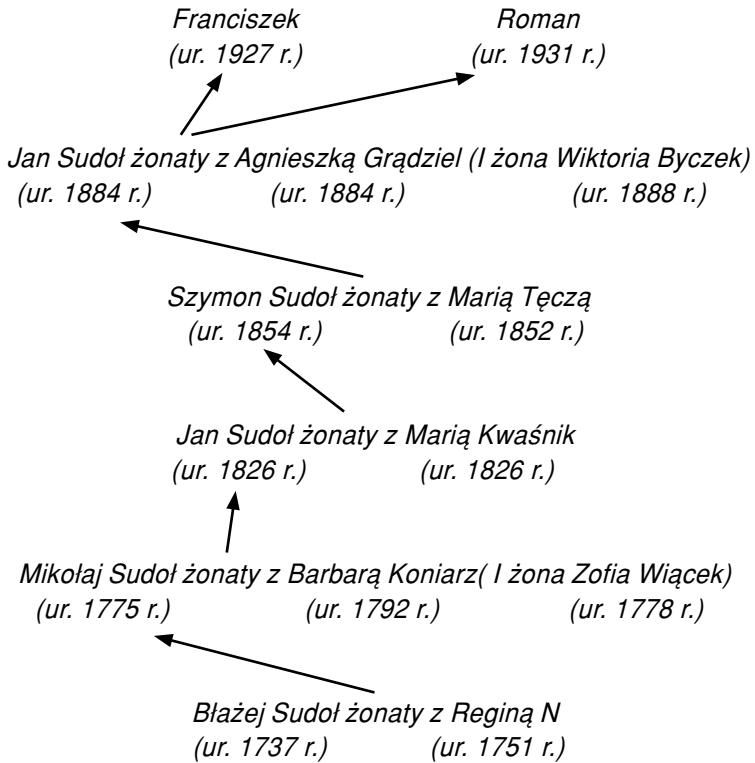 Franciszek Roman
(ur. 1927 r.) (ur. 1931 r.)
Jan Sudoł żonaty z Agnieszką Grądziel (I żona Wiktoria Byczek)
(ur. 1884 r.) (ur. 1884 r.) (ur. 1888 r.)
Szymon Sudoł żonaty z Marią Tęczą
(ur. 1854 r.) (ur. 1852 r.)
Jan Sudoł żonaty z Marią Kwaśnik
(ur. 1826 r.) (ur. 1826 r.)
Mikołaj Sudoł żonaty z Barbarą Koniarz( I żona Zofia Wiącek)
(ur. 1775 r.) (ur. 1792 r.) (ur. 1778 r.)
Błażej Sudoł żonaty z Reginą N
(ur. 1737 r.) (ur. 1751 r.)